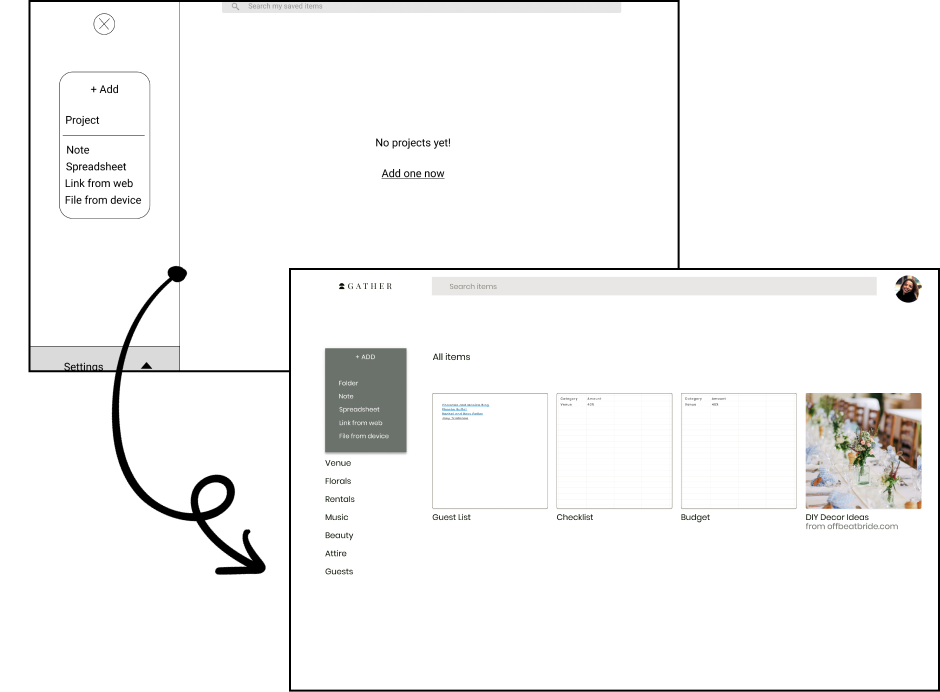 Search my saved items
+ Add
Project
Note
Spreadsheet
Link from web
File from device
No projects yet!
Add one now
Settings
GATHER
Search items
+ ADD
Folder
Note
Spreadsheet
Link from web
File from device
Venue
Florals
Rentals
Music
Beauty
Attire
Guests
All items
Guest List
Category Amount
Venue 40$
Checklist
Category Amount
Venue 40$
Budget
DIY Decor Ideas
from offbeatbride.com